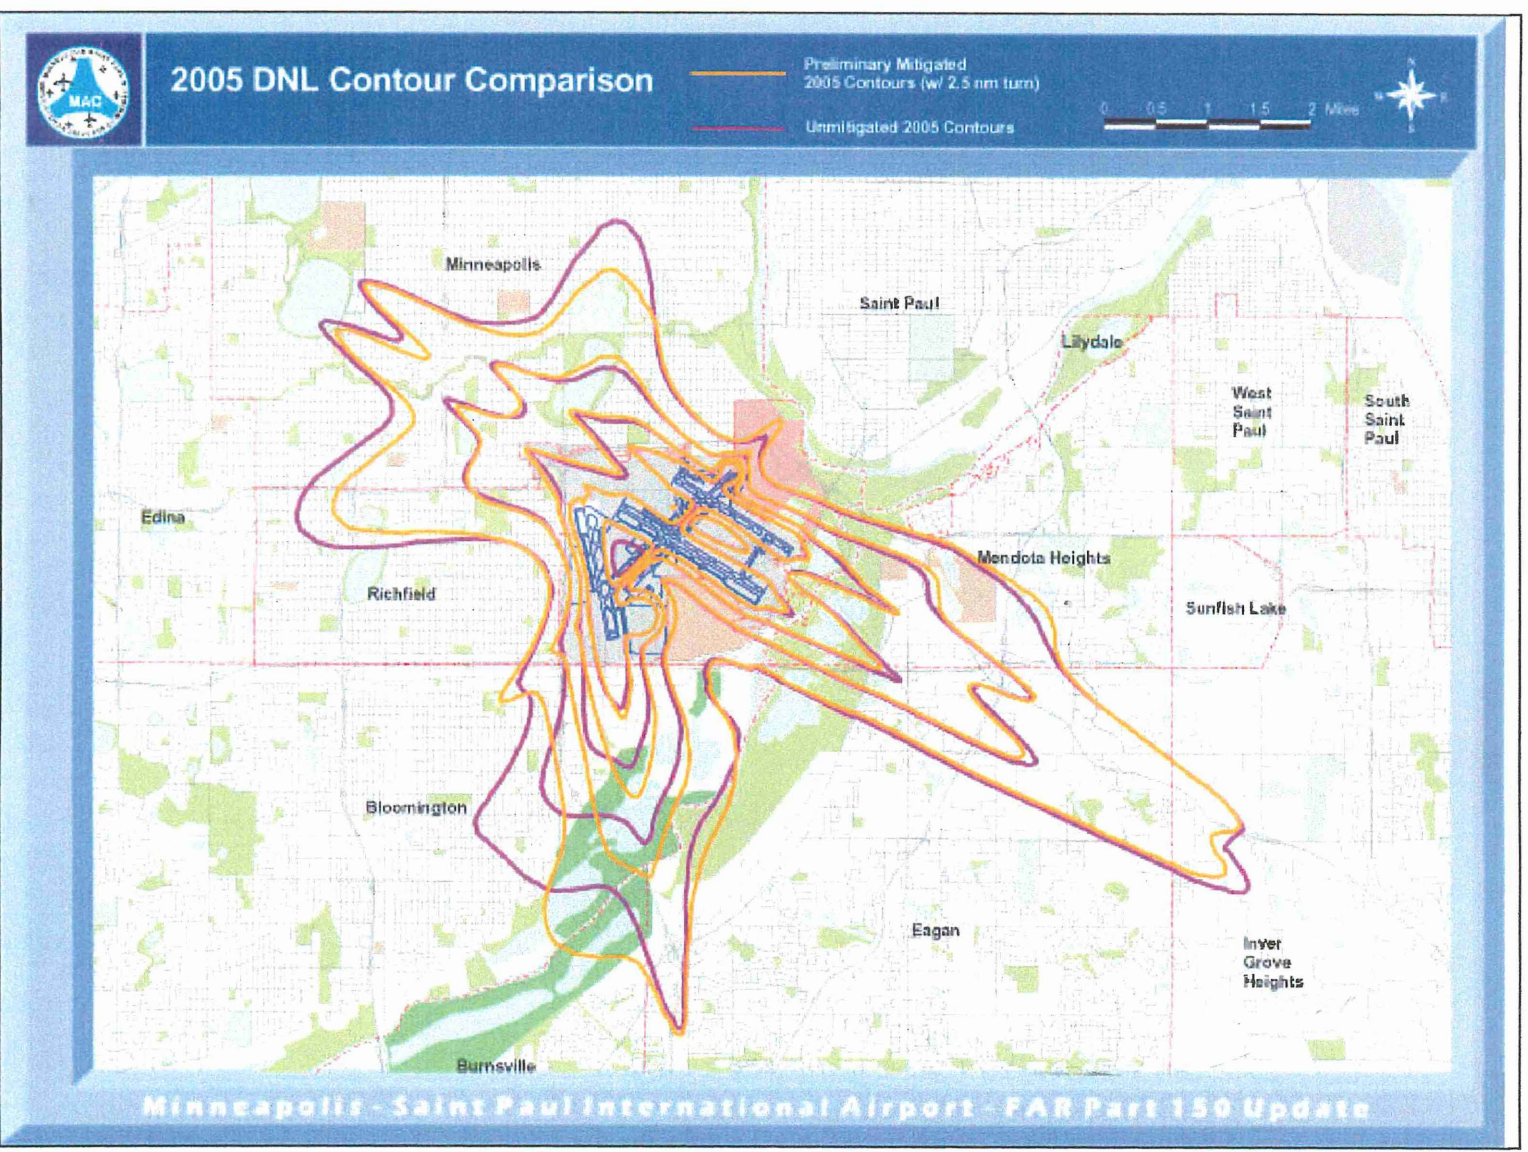 MAC
2005 DNL Contour Comparison
Preliminary Mitigated
2005 Contours (w/ 2.5 nm turn)
Unmitigated 2005 Contours
0 0.5 1 1.5 2 Miles
N
S
Minneapolis
Saint Paul
Lilydale
West
Saint
Paul
South
Saint
Paul
Edina
Mendota Heights
Richfield
Sunfish Lake
Bloomington
Eagan
Inver
Grove
Heights
Burnsville
Minneapolis - Saint Paul International Airport - FAR Part 150 Update